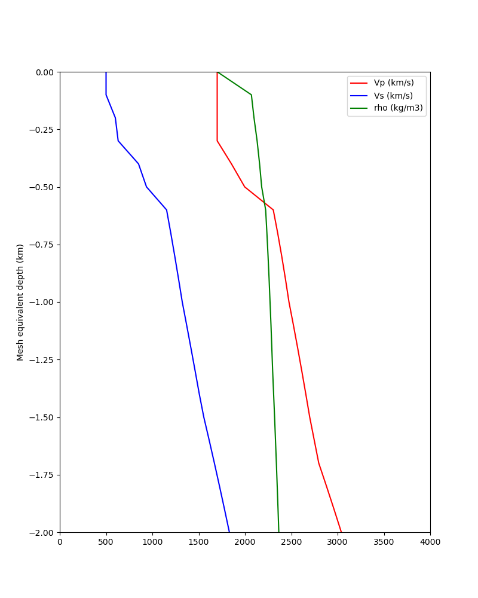 0.00
−0.25
−0.50
−0.75
−1.00
−1.25
−1.50
−1.75
−2.00
Mesh equivalent depth (km)
Vp (km/s)
Vs (km/s)
rho (kg/m3)
0 500 1000 1500 2000 2500 3000 3500 4000